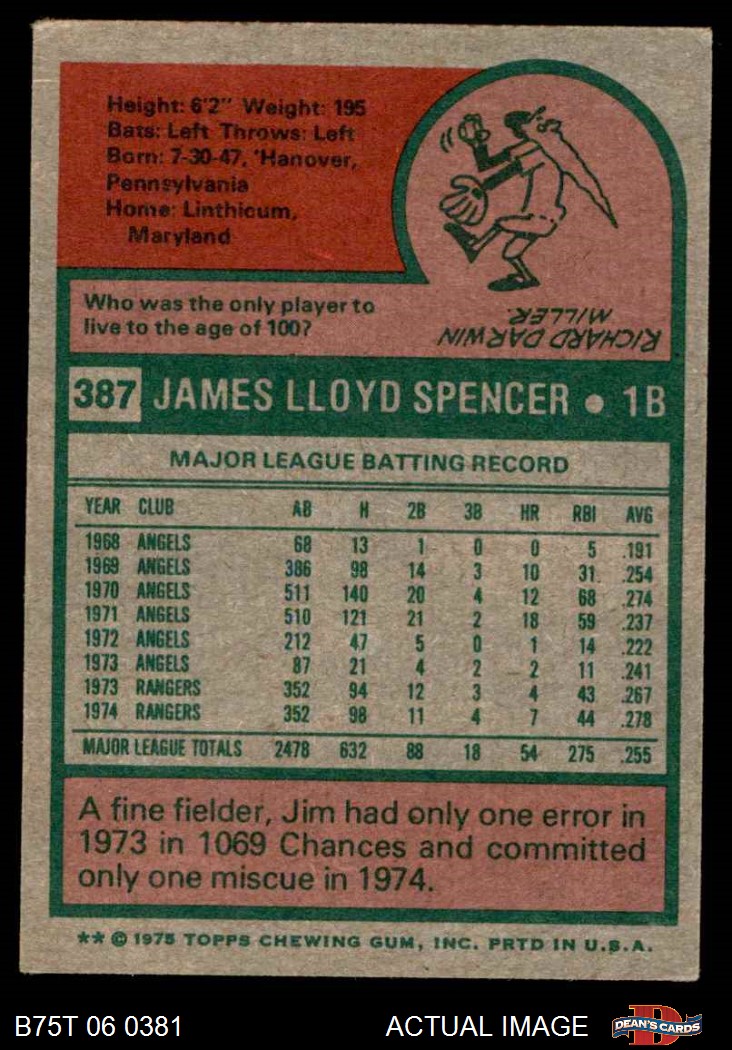 Height: 6'2" Weight: 195
Bats: Left Throws: Left
Born: 7-30-47, 'Hanover,
Pennsylvania
Home: Linthicum,
Maryland
Who was the only player to
live to the age of 100?
RICHARD DARWIN
MILLER.
387 JAMES LLOYD SPENCER • 1B
MAJOR LEAGUE BATTING RECORD
YEAR CLUB AB H 2B 3B HR RBI AVG
1968 ANGELS 68 13 1 0 0 5 .191
1969 ANGELS 386 98 14 3 10 31 .254
1970 ANGELS 511 140 20 4 12 68 .274
1971 ANGELS 510 121 21 2 18 59 .237
1972 ANGELS 212 47 5 0 1 14 .222
1973 ANGELS 87 21 4 2 2 11 .241
1973 RANGERS 352 94 12 3 4 43 .267
1974 RANGERS 352 98 11 4 7 44 .278
MAJOR LEAGUE TOTALS 2478 632 88 18 54 275 .255
A fine fielder, Jim had only one error in
1973 in 1069 Chances and committed
only one miscue in 1974.
** © 1975 TOPPS CHEWING GUM, INC. PRTD IN U.S.A.
B75T 06 0381 ACTUAL IMAGE D DEAN'S CARDS